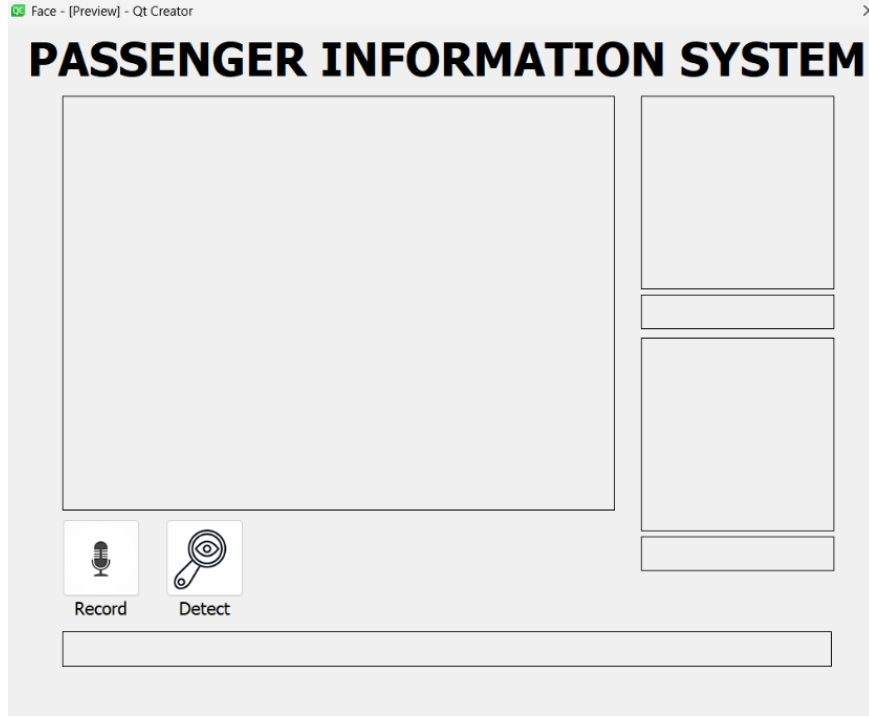 Face - [Preview] - Qt Creator
PASSENGER INFORMATION SYSTEM
Record
Detect